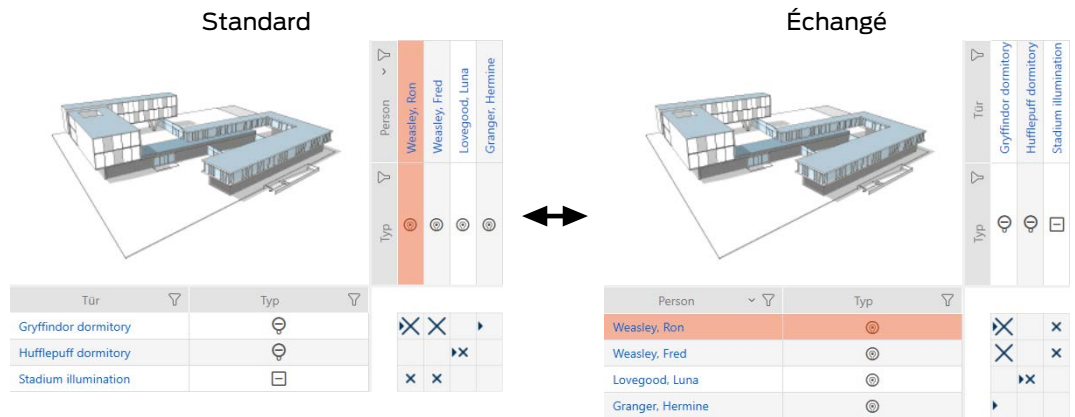 Standard
Échangé
Person
Weasley, Ron
Weasley, Fred
Lovegood, Luna
Granger, Hermine
Typ
Tür
Typ
Gryffindor dormitory
Hufflepuff dormitory
Stadium illumination
Tür
Gryffindor dormitory
Hufflepuff dormitory
Stadium illumination
Typ
Person
Typ
Weasley, Ron
Weasley, Fred
Lovegood, Luna
Granger, Hermine